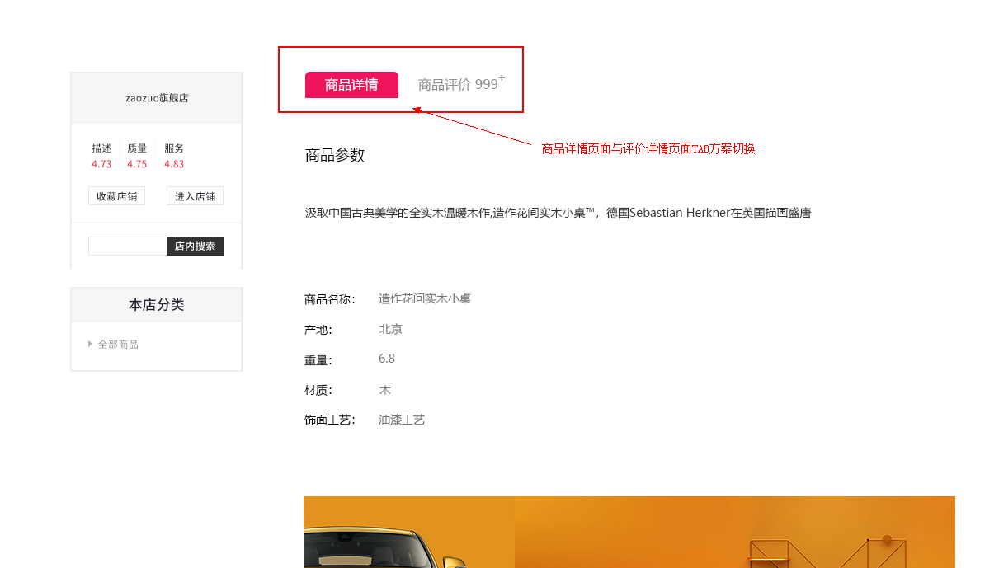 zaozuo旗舰店
描述 质量 服务
4.73 4.75 4.83
收藏店铺 进入店铺
店内搜索
本店分类
全部商品
商品详情 商品评价 999+
商品详情页面与评价详情页面TAB方案切换
商品参数
汲取中国古典美学的全实木温暖木作,造作花间实木小桌™，德国Sebastian Herkner在英国描画盛唐
商品名称： 造作花间实木小桌
产地： 北京
重量： 6.8
材质： 木
饰面工艺： 油漆工艺